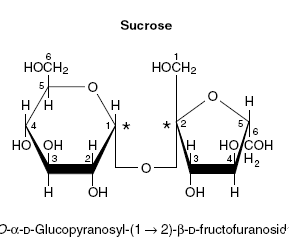 Sucrose
6 1
HOCH2 HOCH2
5 O O
H H H H 5 H
4 1 * * 2 6
HO OH H H HO COH
3 2 3 4 H2
O
H OH OH H
O-α-D-Glucopyranosyl-(1 → 2)-β-D-fructofuranosid